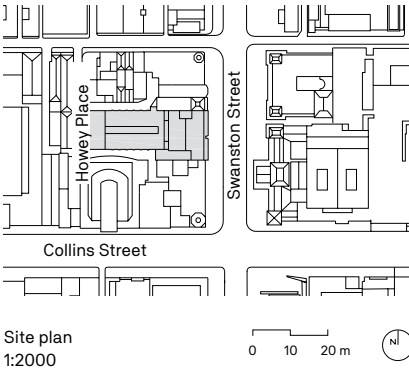 Howey Place
Swanston Street
Collins Street
Site plan
1:2000
0 10 20 m
N